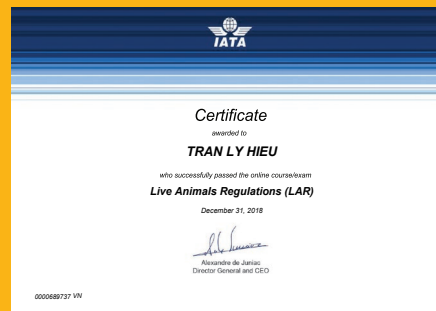 IATA
Certificate
awarded to
TRAN LY HIEU
who successfully passed the online course/exam
Live Animals Regulations (LAR)
December 31, 2018
Alexandre de Juniac
Director General and CEO
0000689737 VN